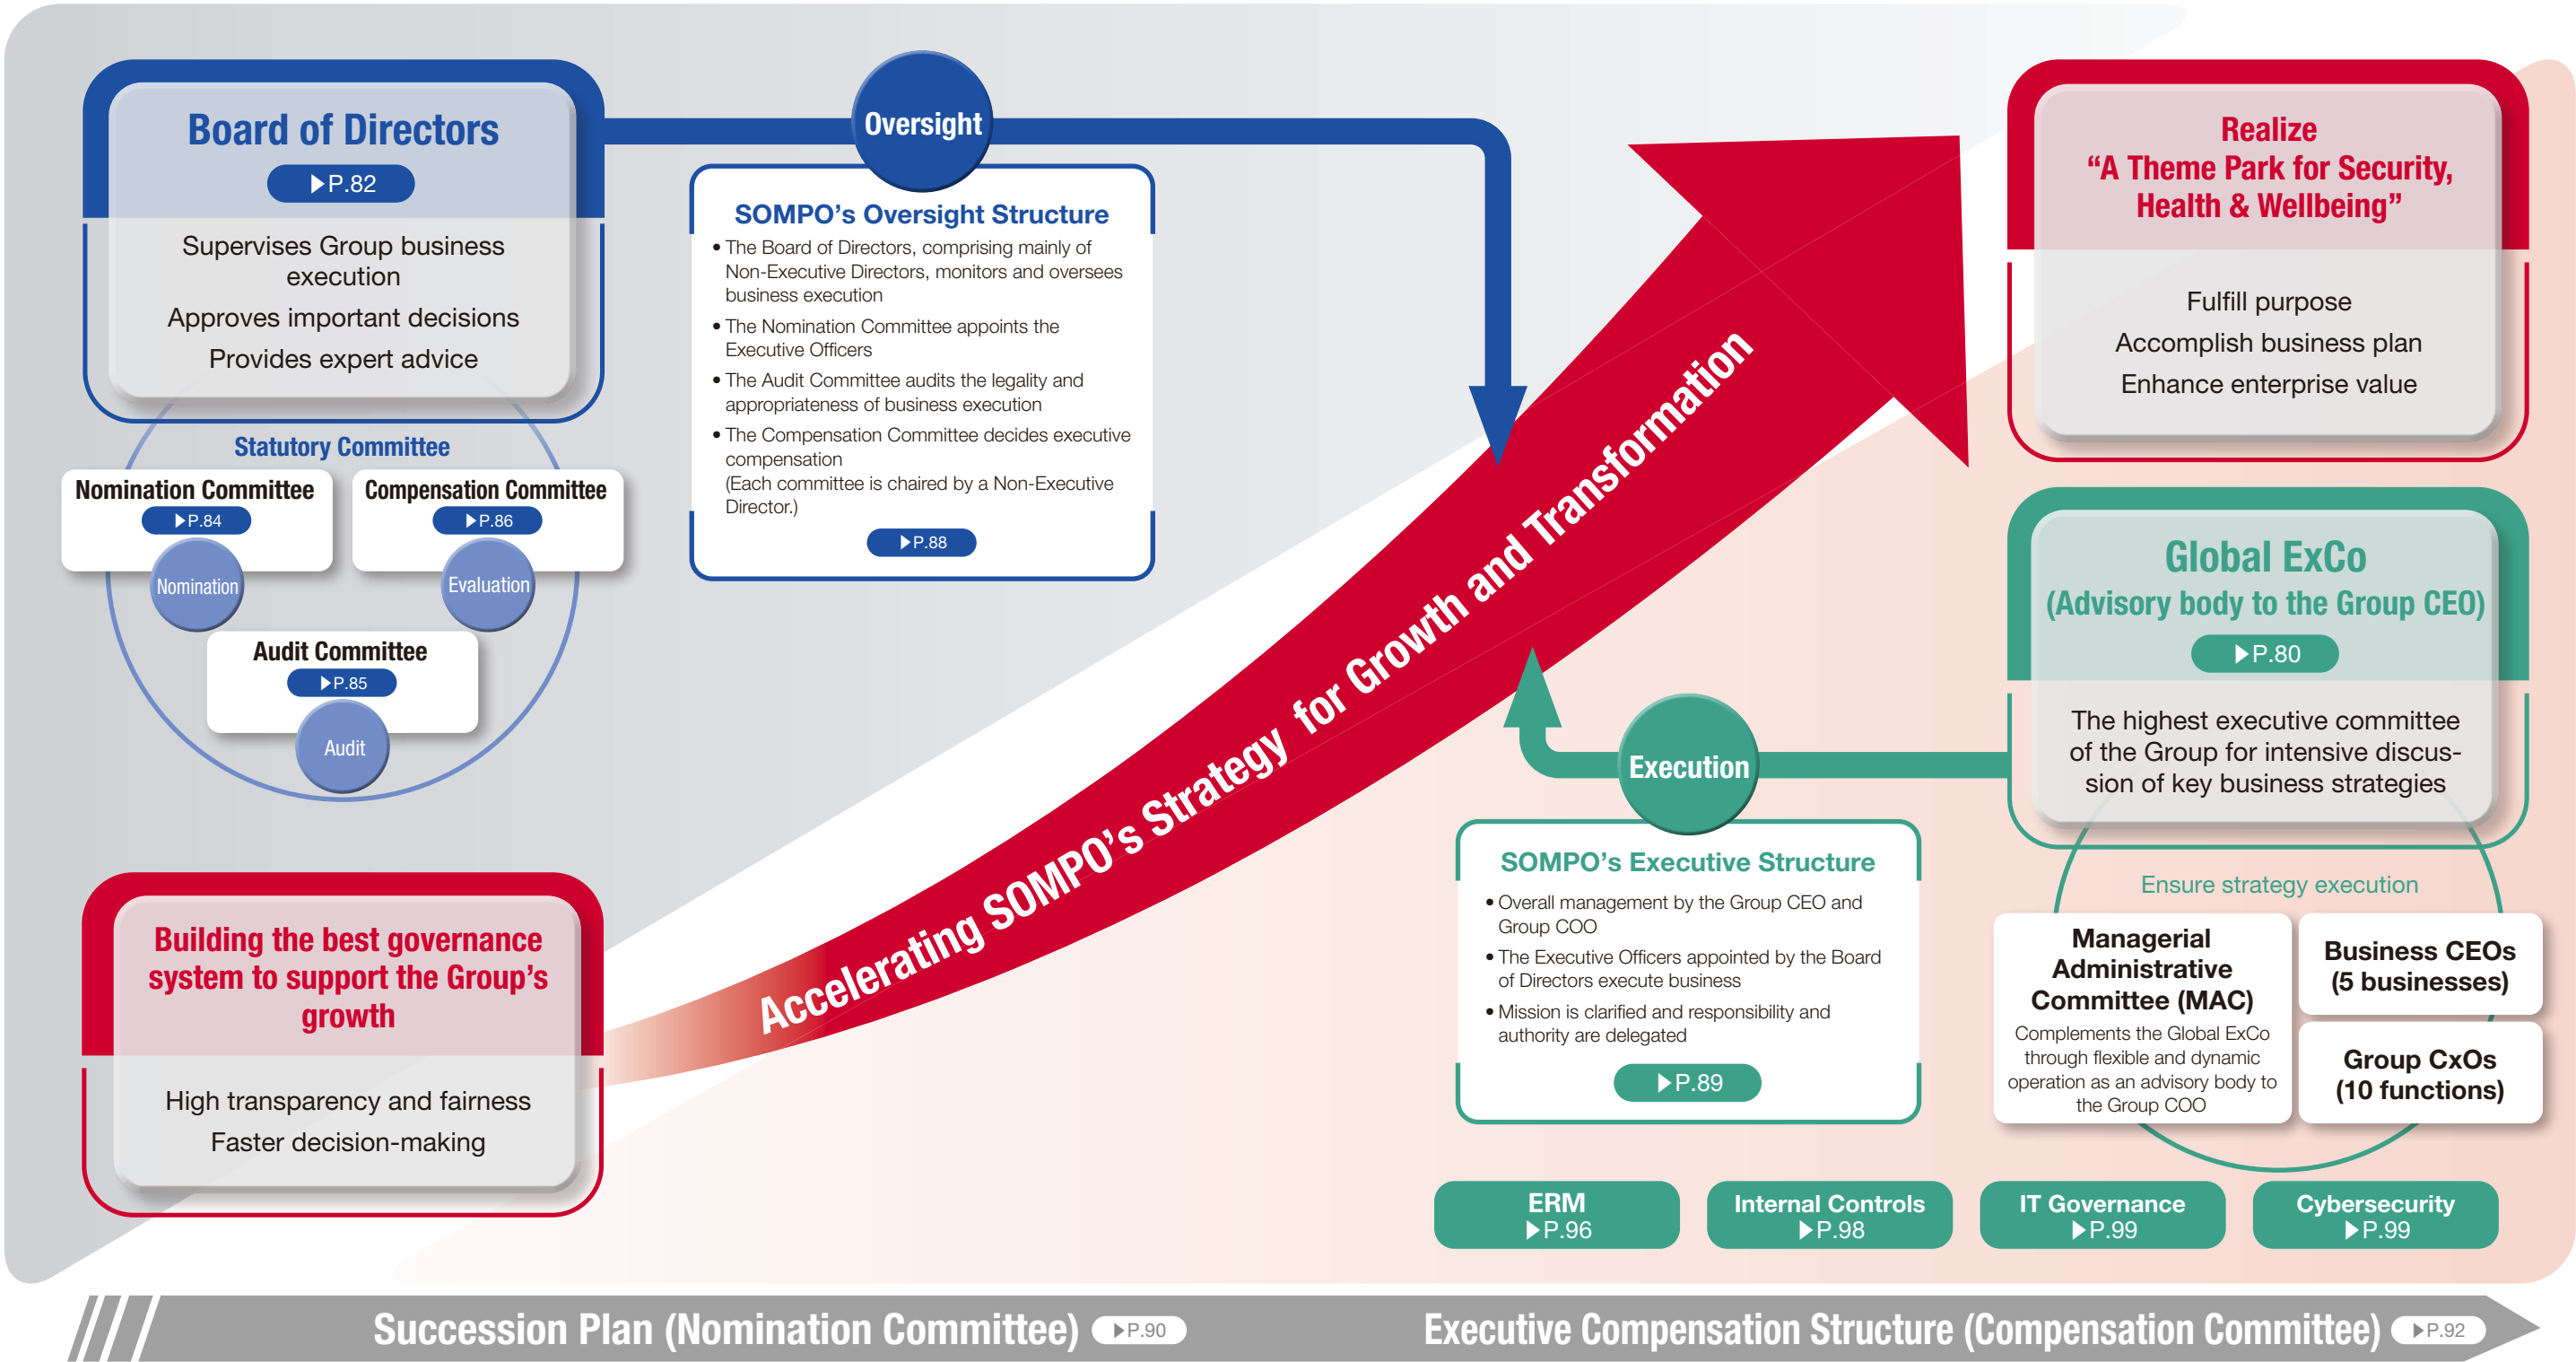 Board of Directors
▶P.82
Supervises Group business
execution
Approves important decisions
Provides expert advice
Statutory Committee
Nomination Committee
▶P.84
Nomination
Compensation Committee
▶P.86
Evaluation
Audit Committee
▶P.85
Audit
Oversight
SOMPO's Oversight Structure
• The Board of Directors, comprising mainly of
Non-Executive Directors, monitors and oversees
business execution
• The Nomination Committee appoints the
Executive Officers
• The Audit Committee audits the legality and
appropriateness of business execution
• The Compensation Committee decides executive
compensation
(Each committee is chaired by a Non-Executive
Director.)
▶P.88
Building the best governance
system to support the Group's
growth
High transparency and fairness
Faster decision-making
Accelerating SOMPO's Strategy for Growth and Transformation
Realize
“A Theme Park for Security,
Health & Wellbeing”
Fulfill purpose
Accomplish business plan
Enhance enterprise value
Global ExCo
(Advisory body to the Group CEO)
▶P.80
The highest executive committee
of the Group for intensive discus-
sion of key business strategies
Execution
SOMPO's Executive Structure
• Overall management by the Group CEO and
Group COO
• The Executive Officers appointed by the Board
of Directors execute business
• Mission is clarified and responsibility and
authority are delegated
▶P.89
Ensure strategy execution
Managerial
Administrative
Committee (MAC)
Complements the Global ExCo
through flexible and dynamic
operation as an advisory body to
the Group COO
Business CEOs
(5 businesses)
Group CxOs
(10 functions)
ERM
▶P.96
Internal Controls
▶P.98
IT Governance
▶P.99
Cybersecurity
▶P.99
Succession Plan (Nomination Committee) ▶P.90
Executive Compensation Structure (Compensation Committee) ▶P.92